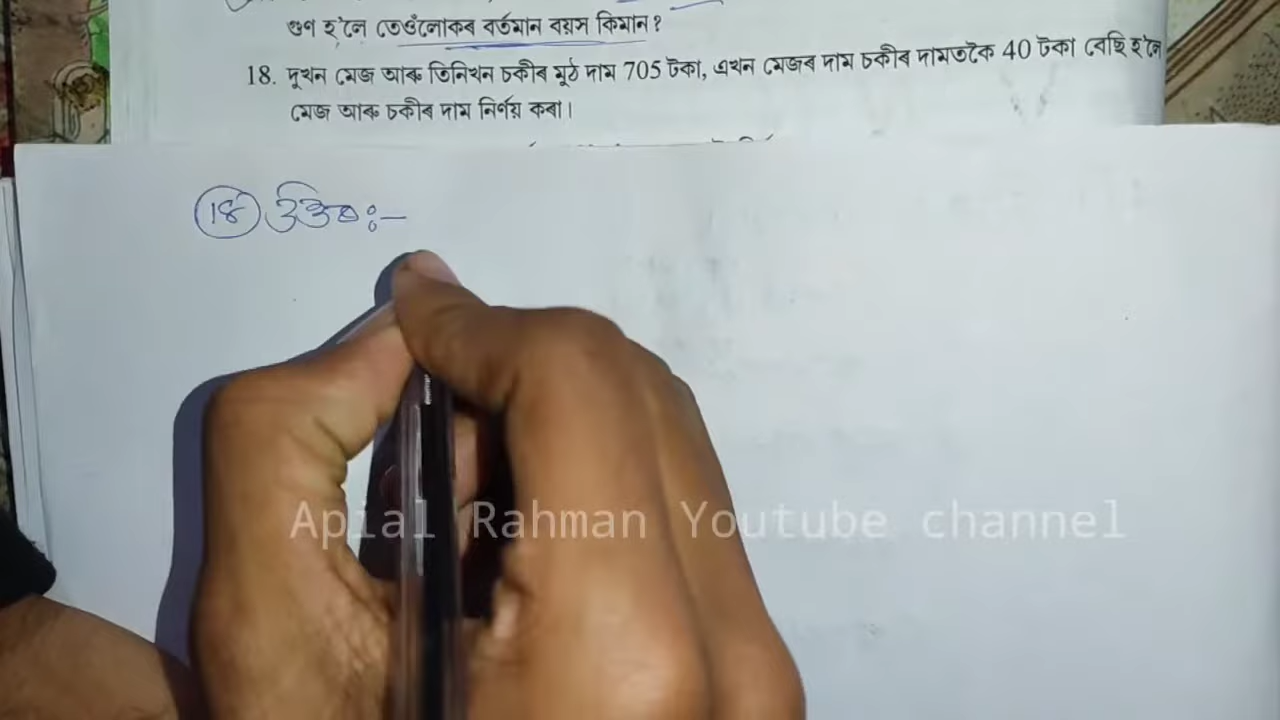 গুণ হ'লে তেওঁলোকৰ বৰ্তমান বয়স কিমান?
18. দুখন মেজ আৰু তিনিখন চকীৰ মুঠ দাম 705 টকা, এখন মেজৰ দাম চকীৰ দামতকৈ 40 টকা বেছি হ'লে
মেজ আৰু চকীৰ দাম নিৰ্ণয় কৰা।
১৪ উত্তৰ:-
Apial Rahman Youtube channel